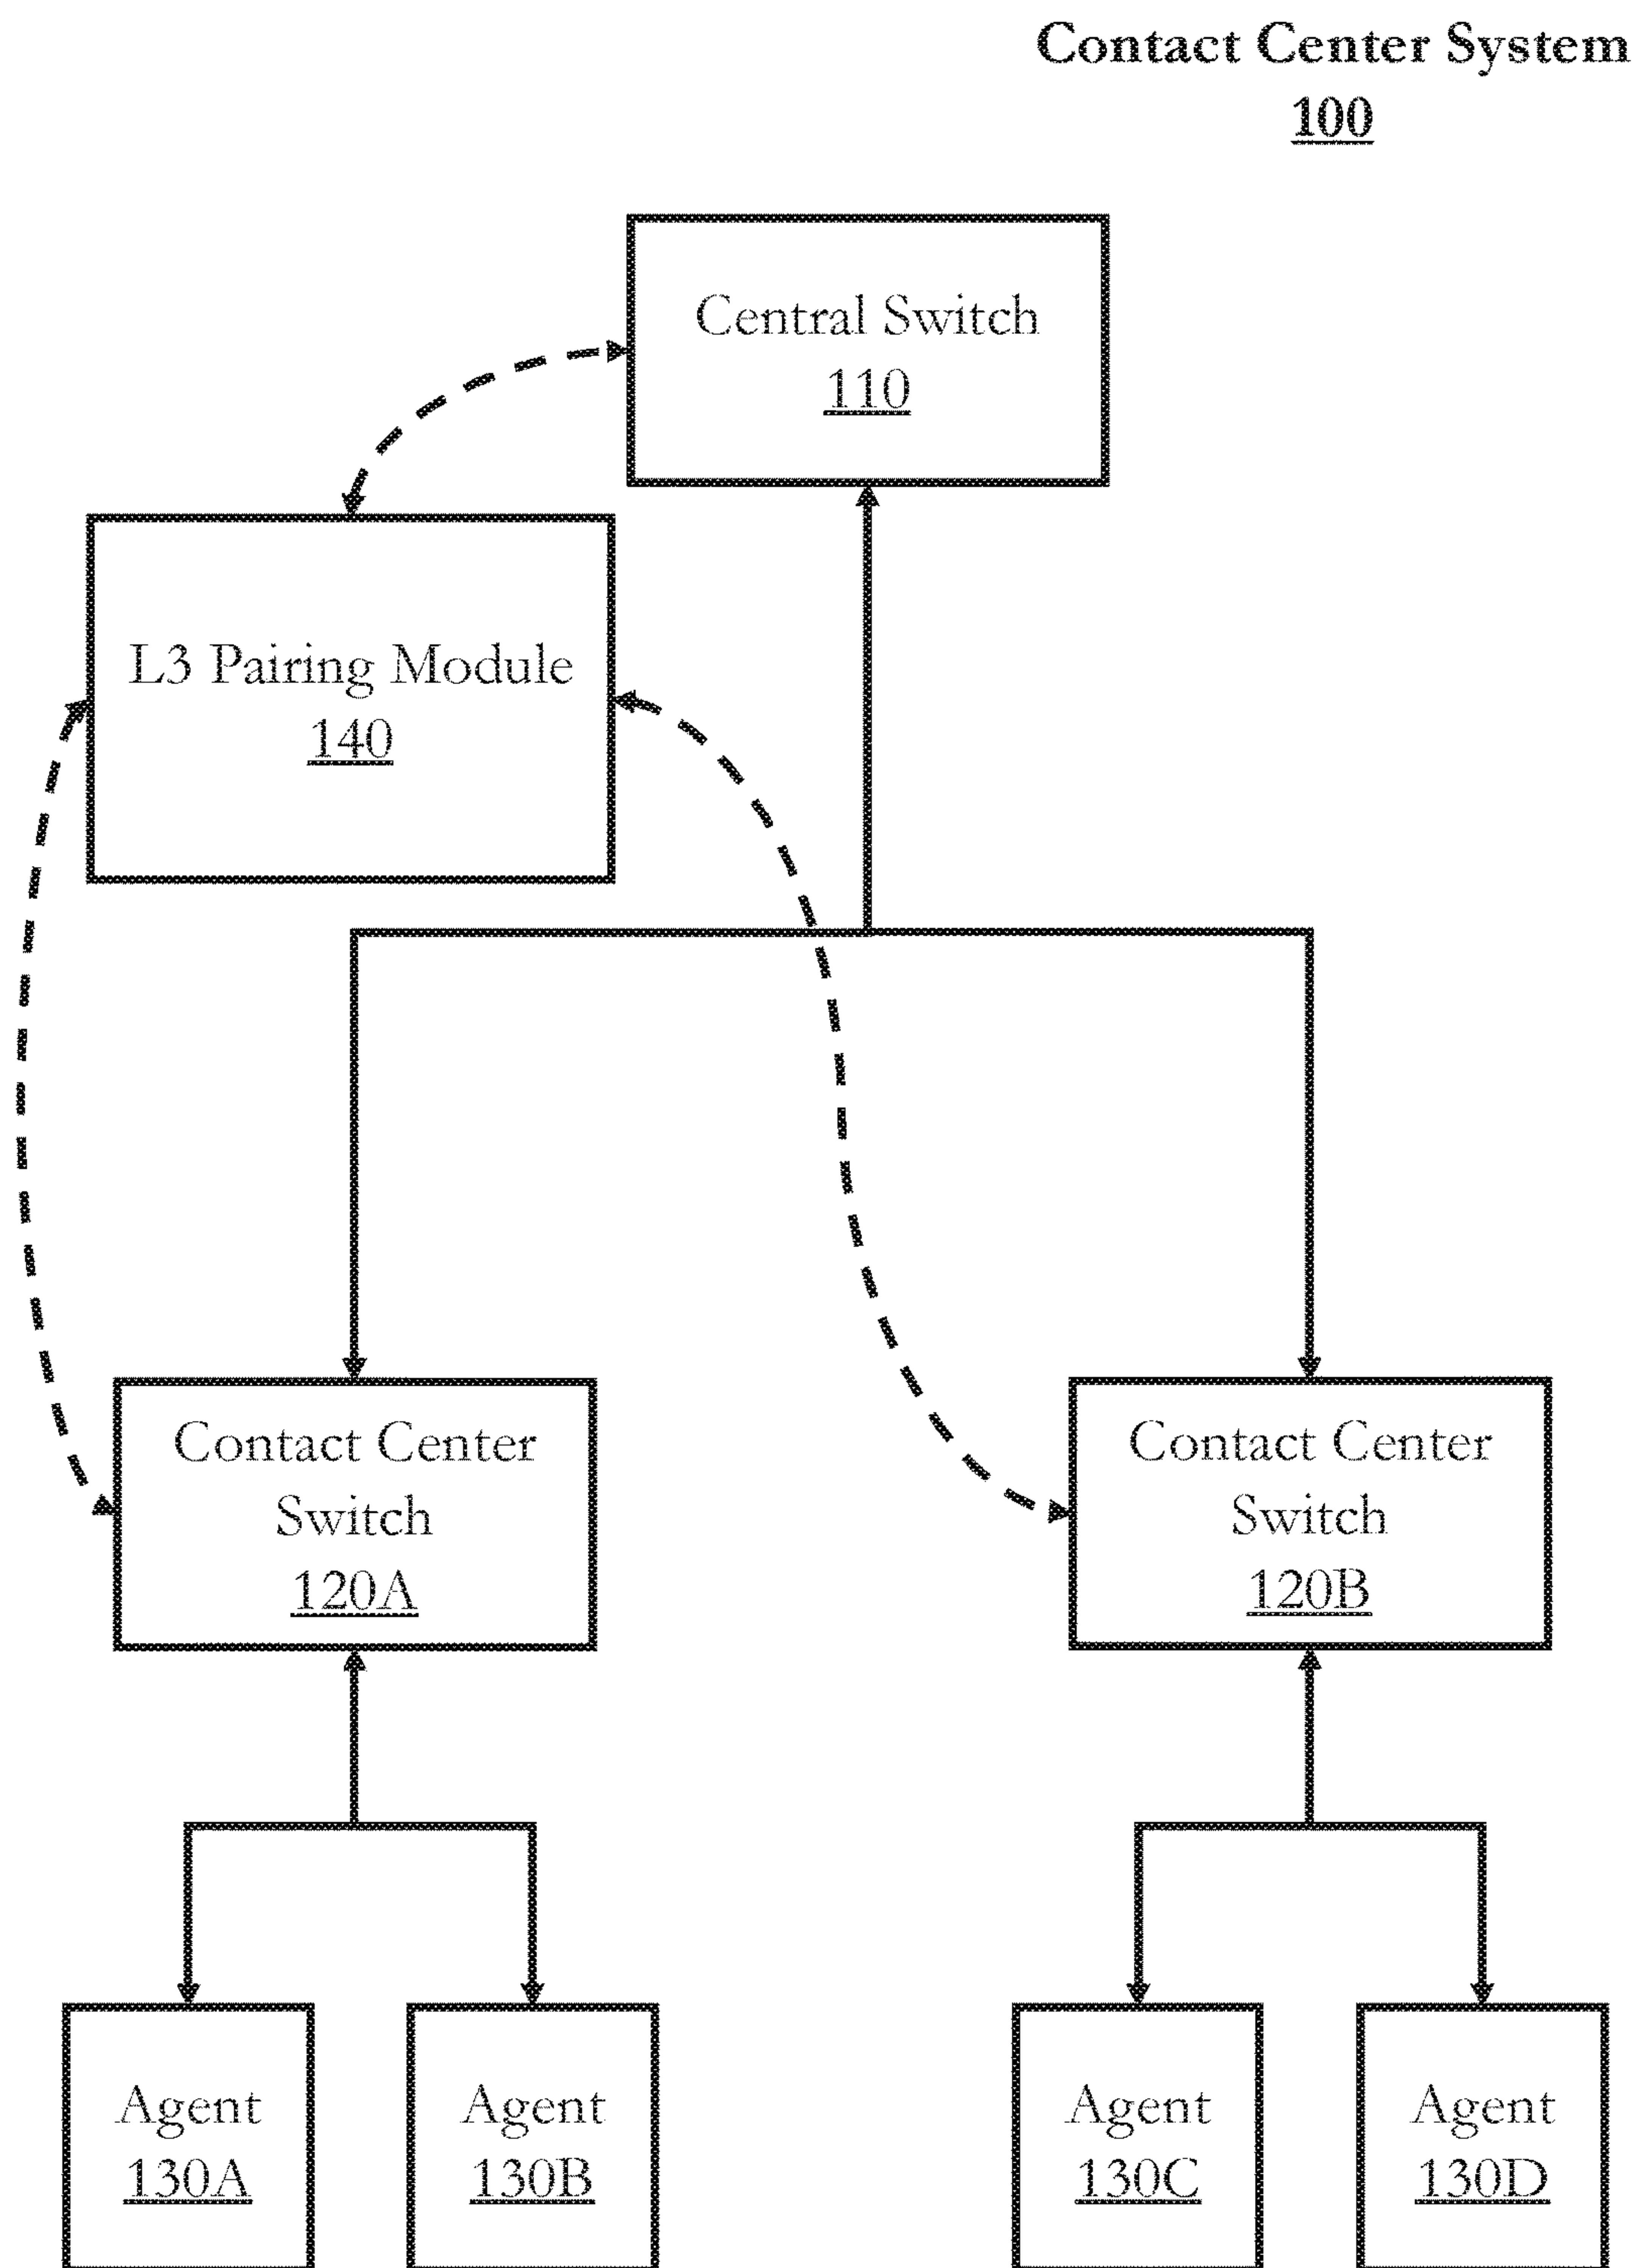 Contact Center System
100
Central Switch
110
L3 Pairing Module
140
Contact Center
Switch
120A
Contact Center
Switch
120B
Agent
130A
Agent
130B
Agent
130C
Agent
130D